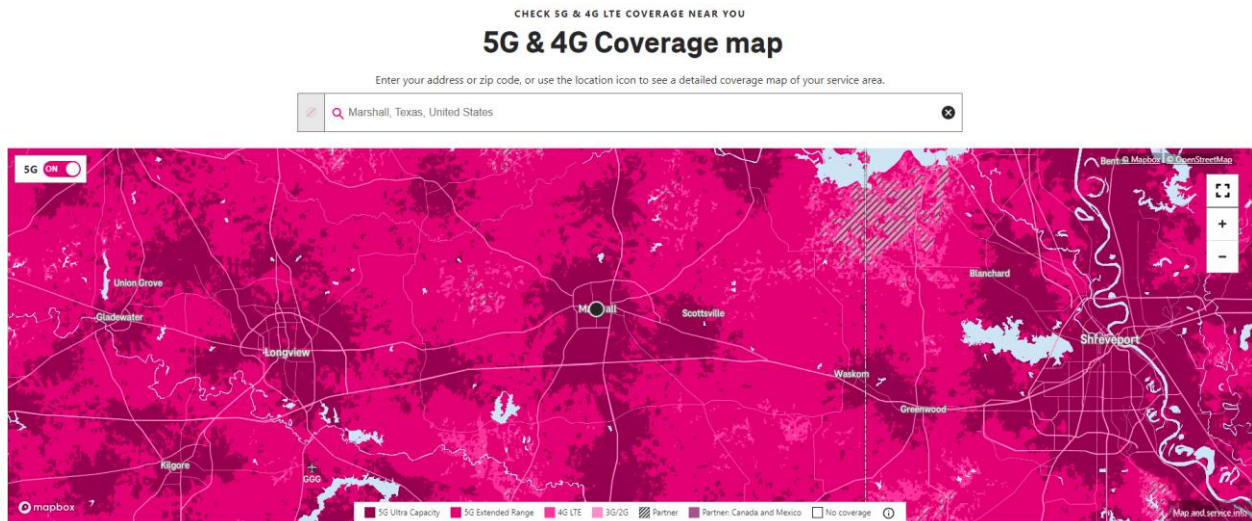 CHECK 5G & 4G LTE COVERAGE NEAR YOU
5G & 4G Coverage map
Enter your address or zip code, or use the location icon to see a detailed coverage map of your service area.
Marshall, Texas, United States
5G ON
© Mapbox © OpenStreetMap
+
−
Union Grove
Gladewater
Longview
Scottsville
Blanchard
Shreveport
Waskom
Greenwood
Kilgore
GGG
mapbox
5G Ultra Capacity 5G Extended Range 4G LTE 3G/2G Partner Partner: Canada and Mexico No coverage
Map and service info